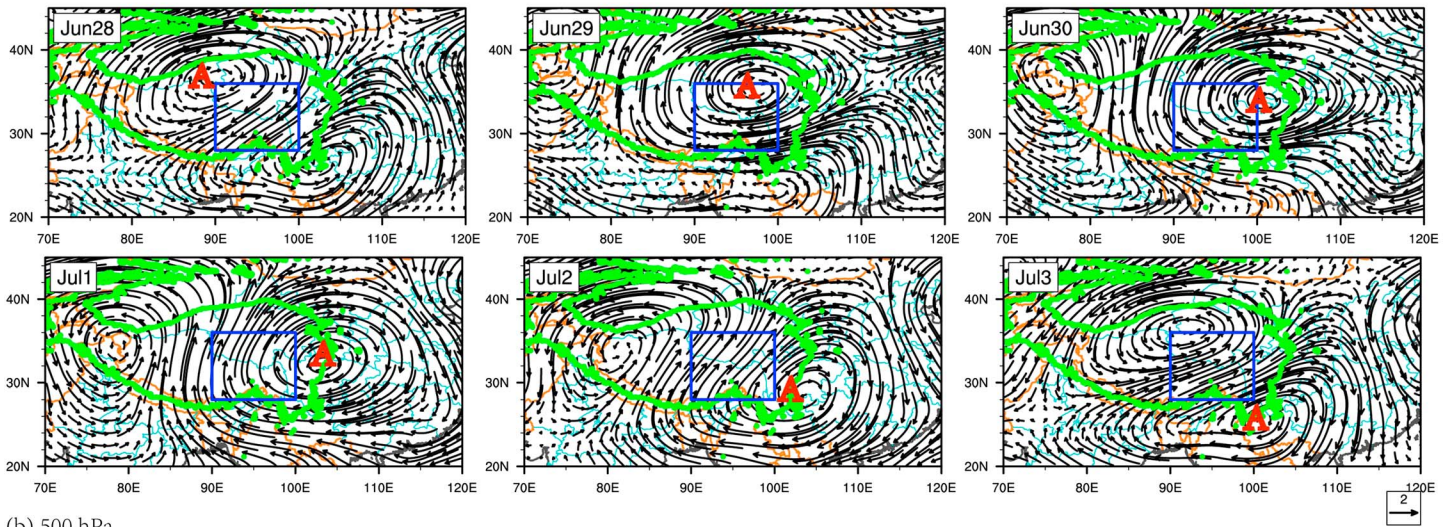 Jun28 Jun29 Jun30
40N 40N 40N
30N 30N 30N
A A A
20N 20N 20N
70E 80E 90E 100E 110E 120E 70E 80E 90E 100E 110E 120E 70E 80E 90E 100E 110E 120E
Jul1 Jul2 Jul3
40N 40N 40N
A A A
30N 30N 30N
20N 20N 20N
70E 80E 90E 100E 110E 120E 70E 80E 90E 100E 110E 120E 70E 80E 90E 100E 110E 120E
2
(b) 500 hPa